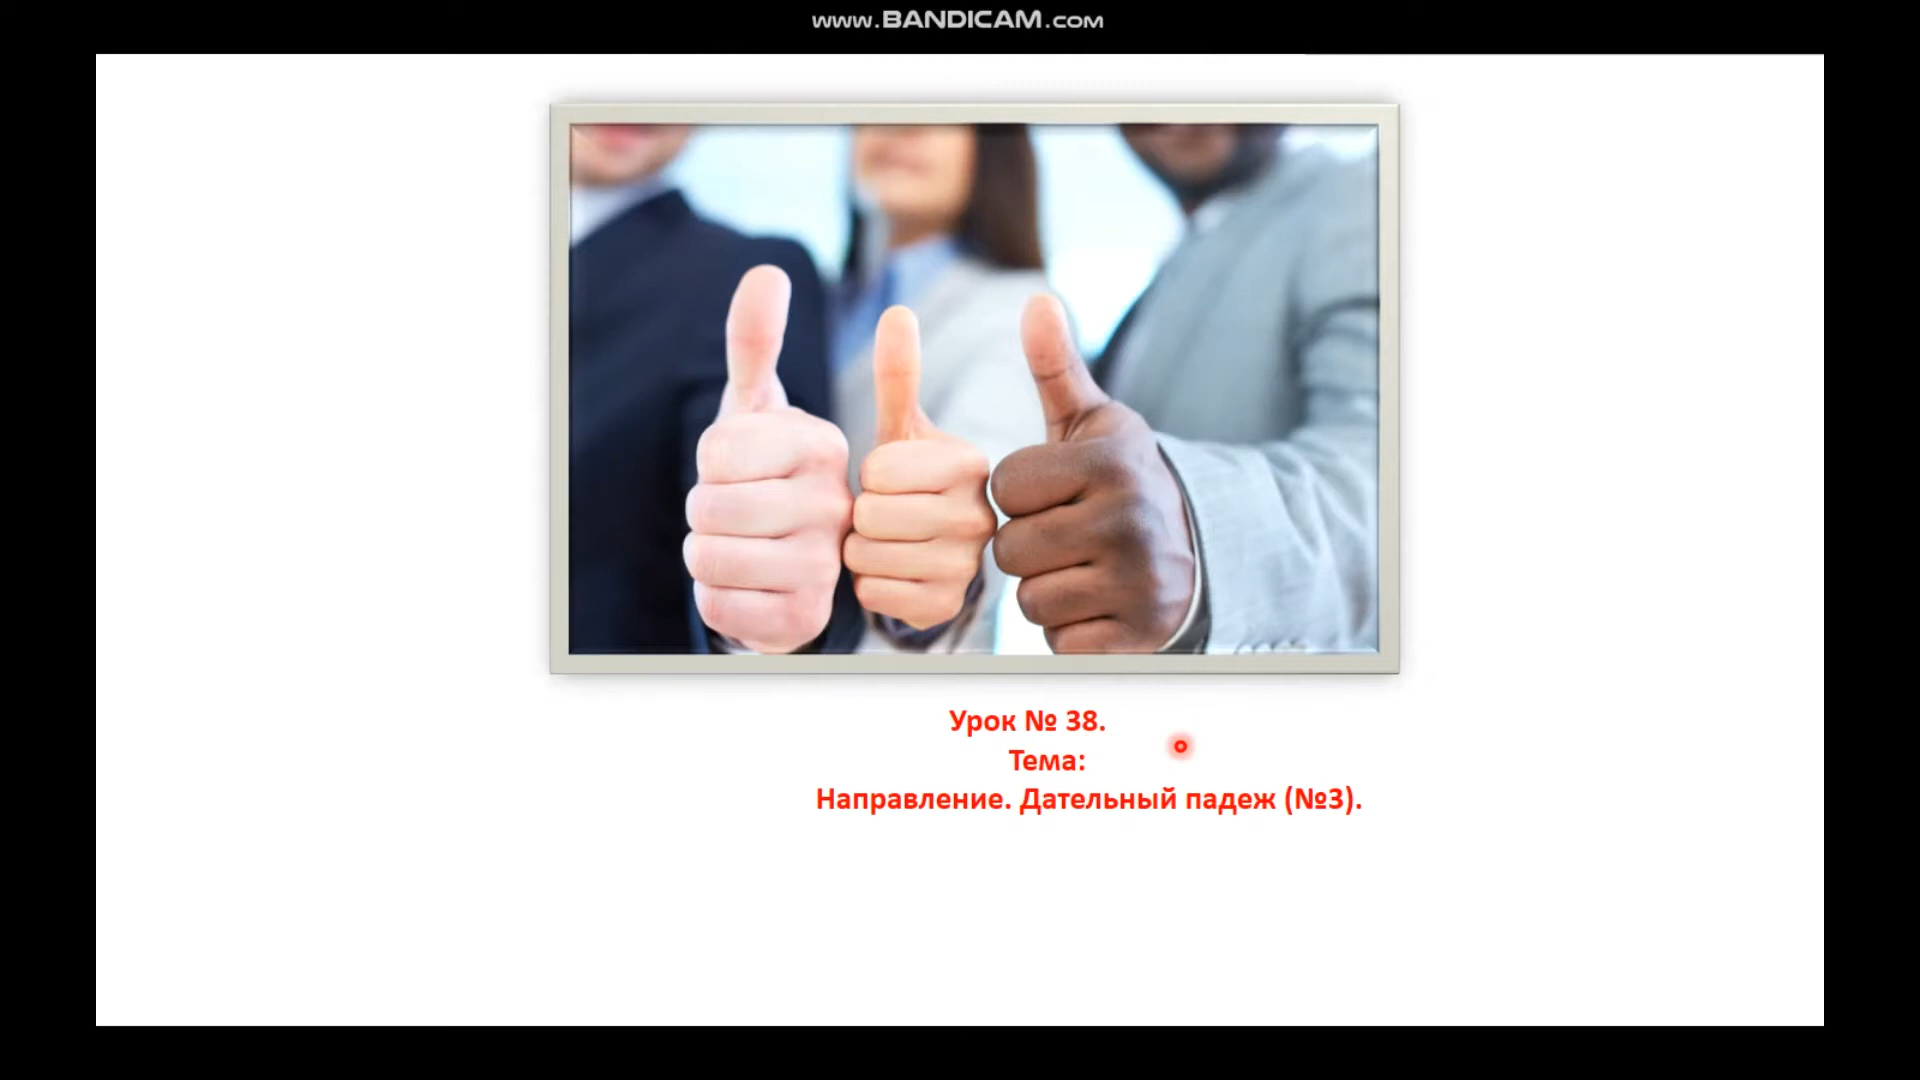 www.BANDICAM.com
Урок № 38.
Тема:
Направление. Дательный падеж (№3).